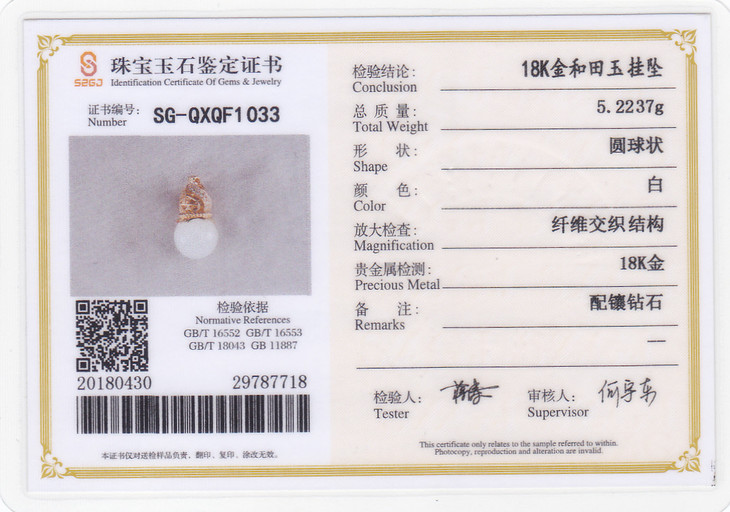 S2GJ
珠宝玉石鉴定证书
Identification Certificate Of Gems & Jewelry
证书编号:
Number
SG-QXQF1033
检验依据
Normative References
GB/T 16552 GB/T 16553
GB/T 18043 GB 11887
20180430 29787718
本证书仅对送检样品负责，翻印、复印、涂改无效。
检验结论: 18K金和田玉挂坠
Conclusion
总质量: 5.2237g
Total Weight
形状: 圆球状
Shape
颜色: 白
Color
放大检查: 纤维交织结构
Magnification
贵金属检测: 18K金
Precious Metal
备注: 配镶钻石
Remarks
—
检验人: 审核人:
Tester Supervisor
This certificate only relates to the sample referred to within.
Photocopy, reproduction and alteration are invalid.